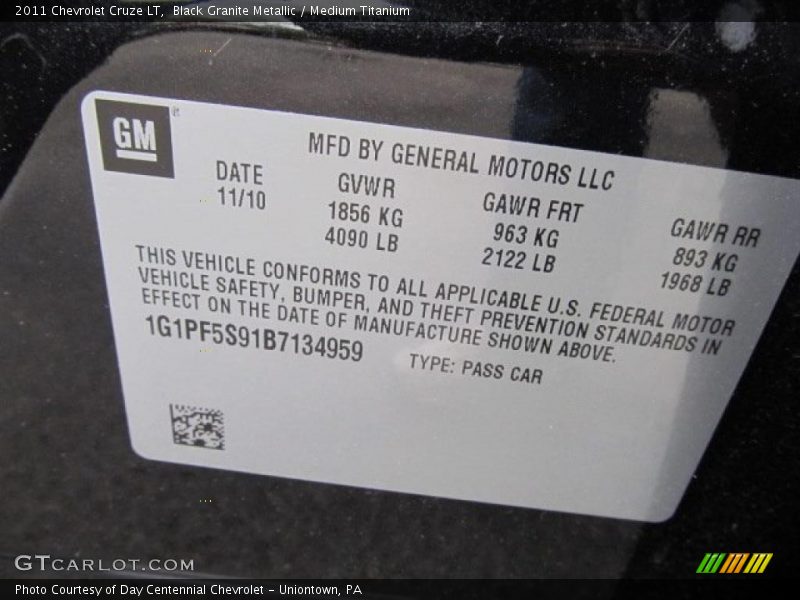 2011 Chevrolet Cruze LT, Black Granite Metallic / Medium Titanium
GM®
MFD BY GENERAL MOTORS LLC
DATE GVWR GAWR FRT GAWR RR
11/10 1856 KG 963 KG 893 KG
4090 LB 2122 LB 1968 LB
THIS VEHICLE CONFORMS TO ALL APPLICABLE U.S. FEDERAL MOTOR
VEHICLE SAFETY, BUMPER, AND THEFT PREVENTION STANDARDS IN
EFFECT ON THE DATE OF MANUFACTURE SHOWN ABOVE.
1G1PF5S91B7134959 TYPE: PASS CAR
GTCARLOT.COM
Photo Courtesy of Day Centennial Chevrolet - Uniontown, PA